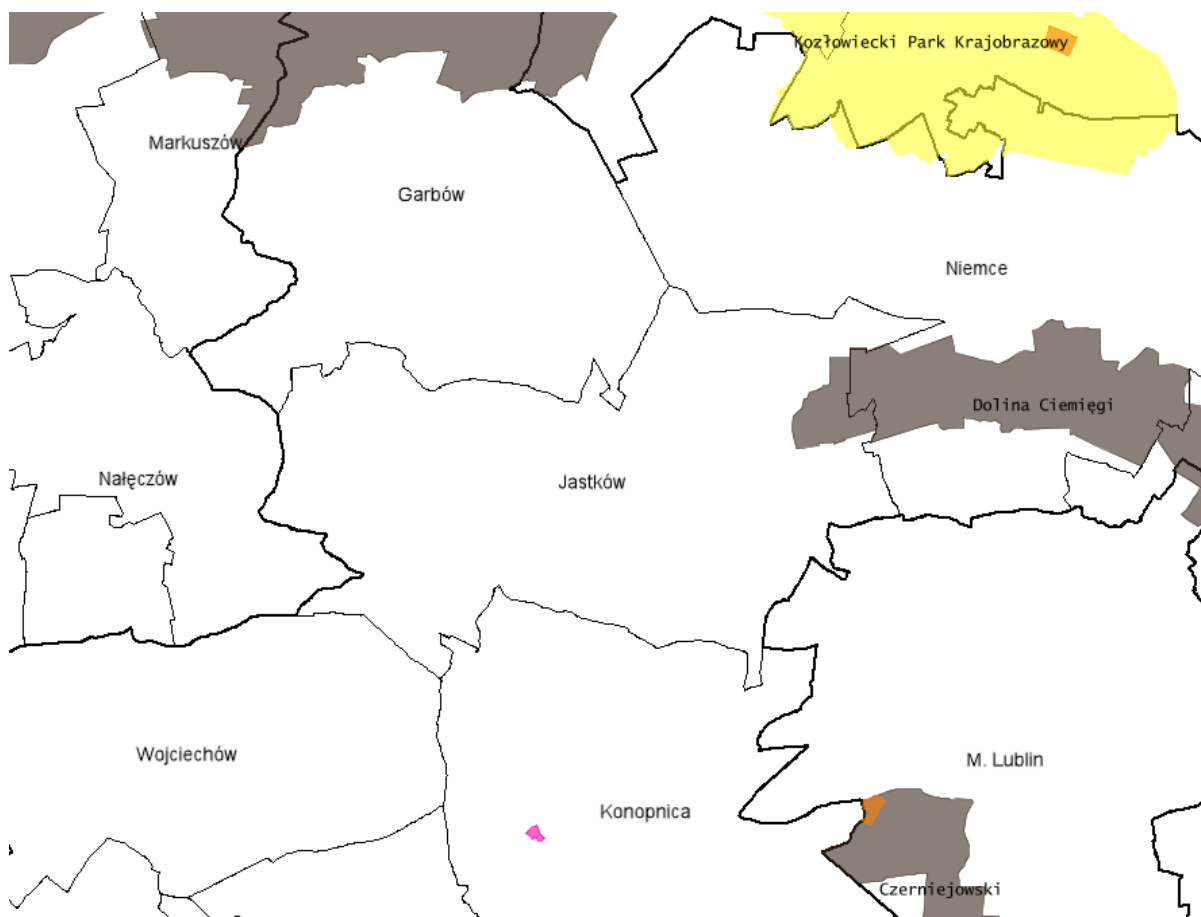 Kozłowiecki Park Krajobrazowy
Markuszów
Garbów
Niemce
Dolina Ciemięgi
Nałęczów
Jastków
Wojciechów
M. Lublin
Konopnica
Czerniejowski